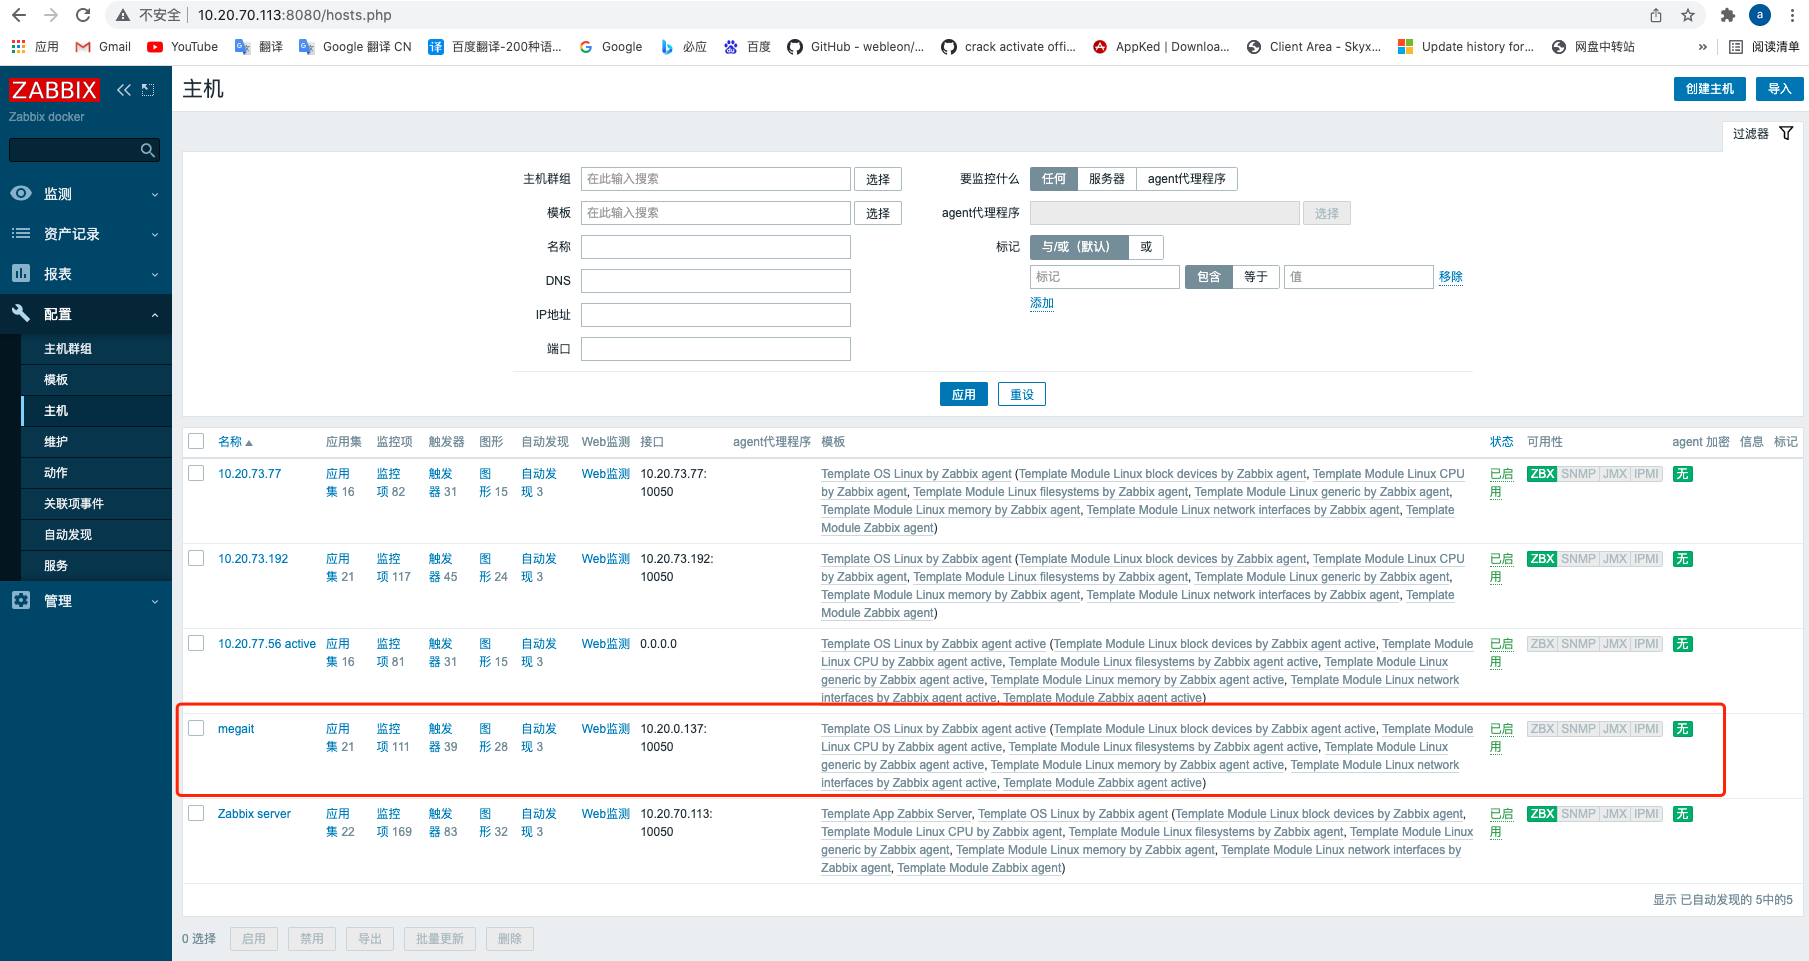 不安全 10.20.70.113:8080/hosts.php a
应用 Gmail YouTube 翻译 Google 翻译 CN 百度翻译-200种语... Google 必应 百度 GitHub - webleon/... crack activate offi... AppKed | Downloa... Client Area - Skyx... Update history for... 网盘中转站 » 阅读清单
ZABBIX
Zabbix docker
监测
资产记录
报表
配置
主机群组
模板
主机
维护
动作
关联项事件
自动发现
服务
管理
主机 创建主机 导入
过滤器
主机群组 在此输入搜索 选择 要监控什么 任何 服务器 agent代理程序
模板 在此输入搜索 选择 agent代理程序 选择
名称 标记 与/或（默认） 或
标记 包含 等于 值 移除
DNS
添加
IP地址
端口
应用 重设
名称 应用集 监控项 触发器 图形 自动发现 Web监测 接口 agent代理程序 模板 状态 可用性 agent 加密 信息 标记
10.20.73.77 应用 监控 触发 图 自动发 Web监测 10.20.73.77: Template OS Linux by Zabbix agent (Template Module Linux block devices by Zabbix agent, Template Module Linux CPU 已启 ZBX SNMP JMX IPMI 无
集 16 项 82 器 31 形 15 现 3 10050 by Zabbix agent, Template Module Linux filesystems by Zabbix agent, Template Module Linux generic by Zabbix agent, 用
Template Module Linux memory by Zabbix agent, Template Module Linux network interfaces by Zabbix agent, Template
Module Zabbix agent)
10.20.73.192 应用 监控 触发 图 自动发 Web监测 10.20.73.192: Template OS Linux by Zabbix agent (Template Module Linux block devices by Zabbix agent, Template Module Linux CPU 已启 ZBX SNMP JMX IPMI 无
集 21 项 117 器 45 形 24 现 3 10050 by Zabbix agent, Template Module Linux filesystems by Zabbix agent, Template Module Linux generic by Zabbix agent, 用
Template Module Linux memory by Zabbix agent, Template Module Linux network interfaces by Zabbix agent, Template
Module Zabbix agent)
10.20.77.56 active 应用 监控 触发 图 自动发 Web监测 0.0.0.0 Template OS Linux by Zabbix agent active (Template Module Linux block devices by Zabbix agent active, Template Module 已启 ZBX SNMP JMX IPMI 无
集 16 项 81 器 31 形 15 现 3 Linux CPU by Zabbix agent active, Template Module Linux filesystems by Zabbix agent active, Template Module Linux 用
generic by Zabbix agent active, Template Module Linux memory by Zabbix agent active, Template Module Linux network
interfaces by Zabbix agent active, Template Module Zabbix agent active)
megait 应用 监控 触发 图 自动发 Web监测 10.20.0.137: Template OS Linux by Zabbix agent active (Template Module Linux block devices by Zabbix agent active, Template Module 已启 ZBX SNMP JMX IPMI 无
集 21 项 111 器 39 形 28 现 3 10050 Linux CPU by Zabbix agent active, Template Module Linux filesystems by Zabbix agent active, Template Module Linux 用
generic by Zabbix agent active, Template Module Linux memory by Zabbix agent active, Template Module Linux network
interfaces by Zabbix agent active, Template Module Zabbix agent active)
Zabbix server 应用 监控 触发 图 自动发 Web监测 10.20.70.113: Template App Zabbix Server, Template OS Linux by Zabbix agent (Template Module Linux block devices by Zabbix agent, 已启 ZBX SNMP JMX IPMI 无
集 22 项 169 器 83 形 32 现 3 10050 Template Module Linux CPU by Zabbix agent, Template Module Linux filesystems by Zabbix agent, Template Module Linux 用
generic by Zabbix agent, Template Module Linux memory by Zabbix agent, Template Module Linux network interfaces by
Zabbix agent, Template Module Zabbix agent)
显示 已自动发现的 5中的5
0 选择 启用 禁用 导出 批量更新 删除